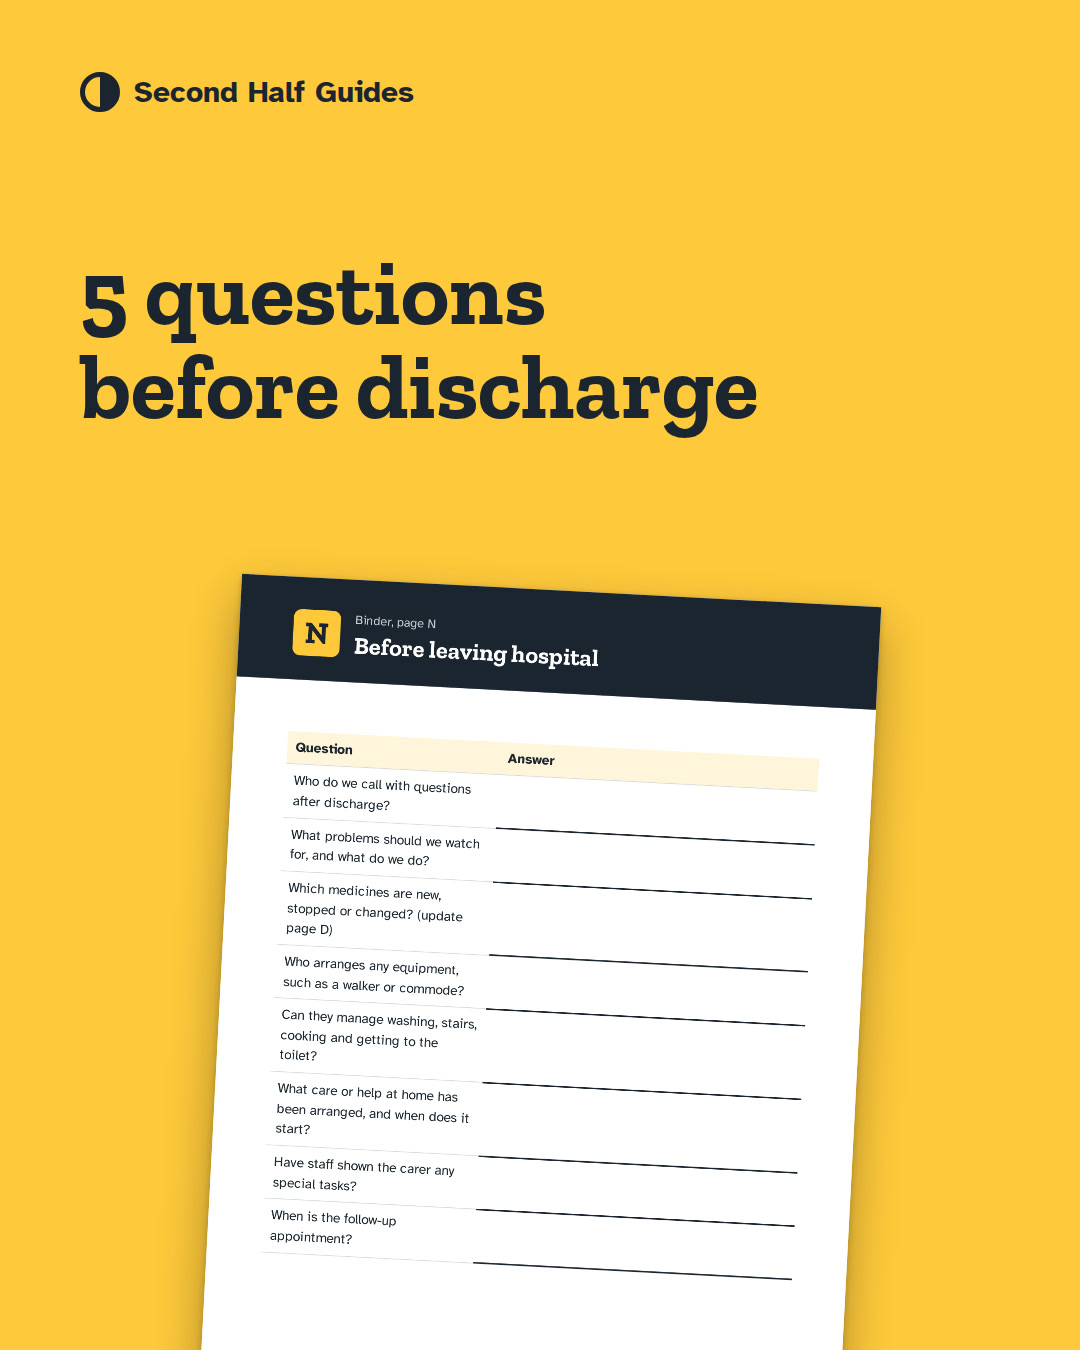 Second Half Guides
5 questions
before discharge
N
Binder, page N
Before leaving hospital
Question
Answer
Who do we call with questions
after discharge?
What problems should we watch
for, and what do we do?
Which medicines are new,
stopped or changed? (update
page D)
Who arranges any equipment,
such as a walker or commode?
Can they manage washing, stairs,
cooking and getting to the
toilet?
What care or help at home has
been arranged, and when does it
start?
Have staff shown the carer any
special tasks?
When is the follow-up
appointment?